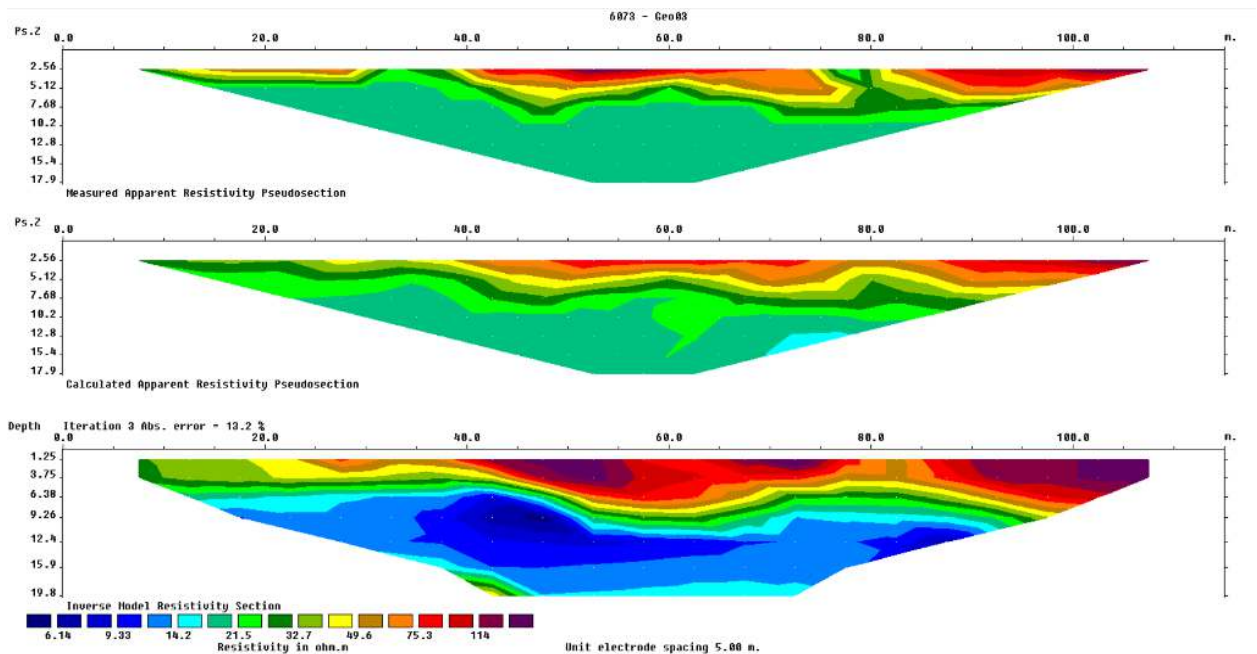 6073 - Geo03
Ps.Z 0.0 20.0 40.0 60.0 80.0 100.0 m.
2.56
5.12
7.68
10.2
12.8
15.4
17.9
Measured Apparent Resistivity Pseudosection
Ps.Z 0.0 20.0 40.0 60.0 80.0 100.0 m.
2.56
5.12
7.68
10.2
12.8
15.4
17.9
Calculated Apparent Resistivity Pseudosection
Depth Iteration 3 Abs. error = 13.2 %
0.0 20.0 40.0 60.0 80.0 100.0 m.
1.25
3.75
6.38
9.26
12.4
15.9
19.8
Inverse Model Resistivity Section
6.14 9.33 14.2 21.5 32.7 49.6 75.3 114
Resistivity in ohm.m Unit electrode spacing 5.00 m.